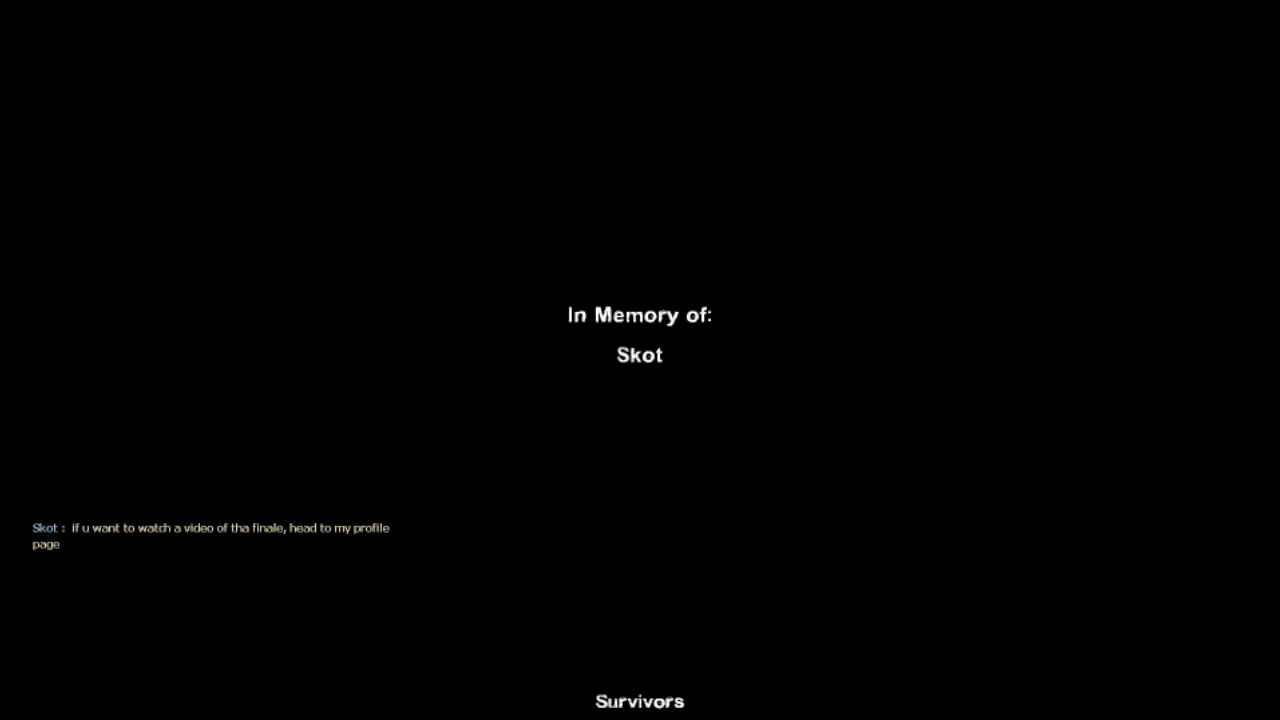 In Memory of:
Skot
Skot : if u want to watch a video of tha finale, head to my profile
page
Survivors